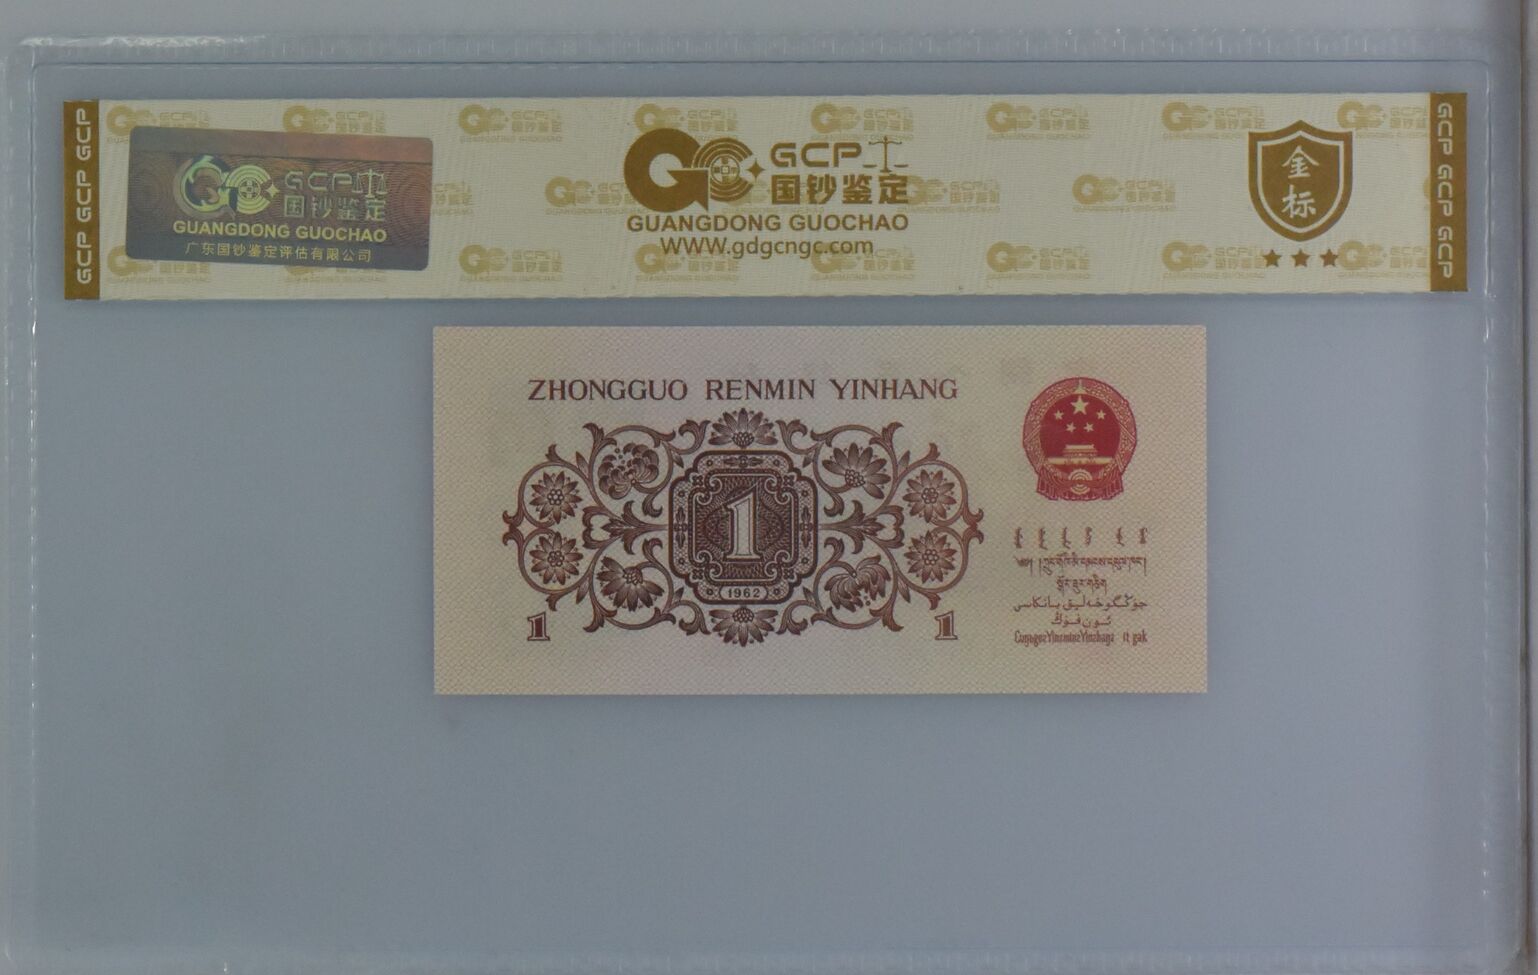 GCP GCP GCP
GCP
国钞鉴定
GUANGDONG GUOCHAO
广东国钞鉴定评估有限公司
GCP
国钞鉴定
GUANGDONG GUOCHAO
WWW.gdgcngc.com
金
标
GCP GCP GCP
ZHONGGUO RENMIN YINHANG
1
1962
1
1